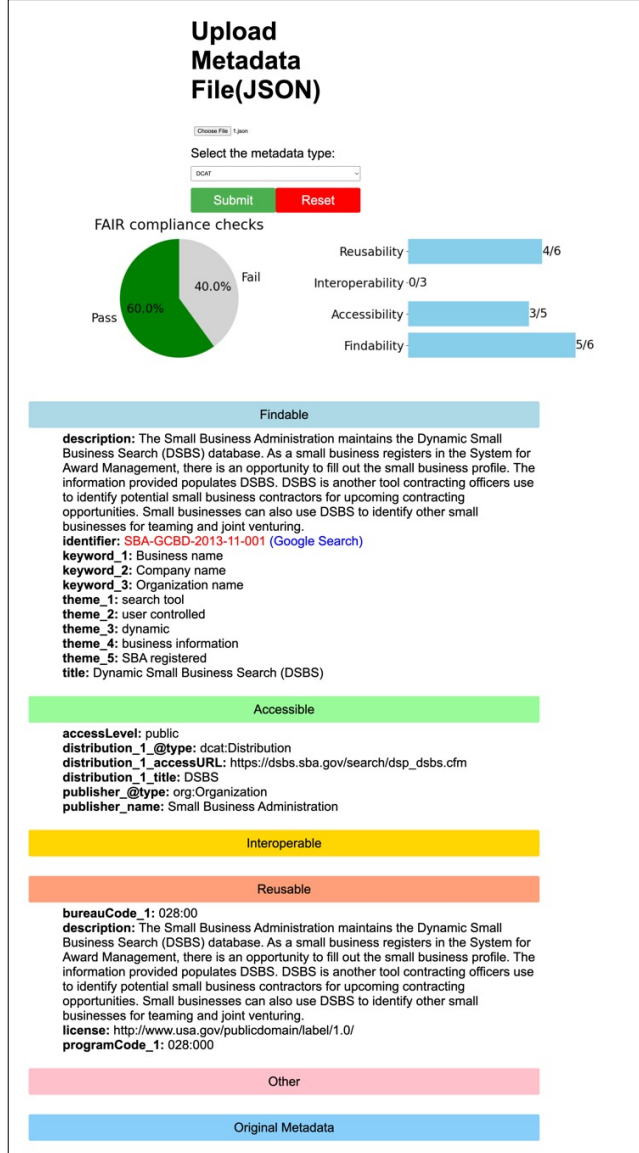 Upload
Metadata
File(JSON)
Choose File 1.json
Select the metadata type:
DCAT
Submit Reset
FAIR compliance checks
Fail
40.0%
60.0%
Pass
Reusability 4/6
Interoperability 0/3
Accessibility 3/5
Findability 5/6
Findable
description: The Small Business Administration maintains the Dynamic Small
Business Search (DSBS) database. As a small business registers in the System for
Award Management, there is an opportunity to fill out the small business profile. The
information provided populates DSBS. DSBS is another tool contracting officers use
to identify potential small business contractors for upcoming contracting
opportunities. Small businesses can also use DSBS to identify other small
businesses for teaming and joint venturing.
identifier: SBA-GCBD-2013-11-001 (Google Search)
keyword_1: Business name
keyword_2: Company name
keyword_3: Organization name
theme_1: search tool
theme_2: user controlled
theme_3: dynamic
theme_4: business information
theme_5: SBA registered
title: Dynamic Small Business Search (DSBS)
Accessible
accessLevel: public
distribution_1_@type: dcat:Distribution
distribution_1_accessURL: https://dsbs.sba.gov/search/dsp_dsbs.cfm
distribution_1_title: DSBS
publisher_@type: org:Organization
publisher_name: Small Business Administration
Interoperable
Reusable
bureauCode_1: 028:00
description: The Small Business Administration maintains the Dynamic Small
Business Search (DSBS) database. As a small business registers in the System for
Award Management, there is an opportunity to fill out the small business profile. The
information provided populates DSBS. DSBS is another tool contracting officers use
to identify potential small business contractors for upcoming contracting
opportunities. Small businesses can also use DSBS to identify other small
businesses for teaming and joint venturing.
license: http://www.usa.gov/publicdomain/label/1.0/
programCode_1: 028:000
Other
Original Metadata